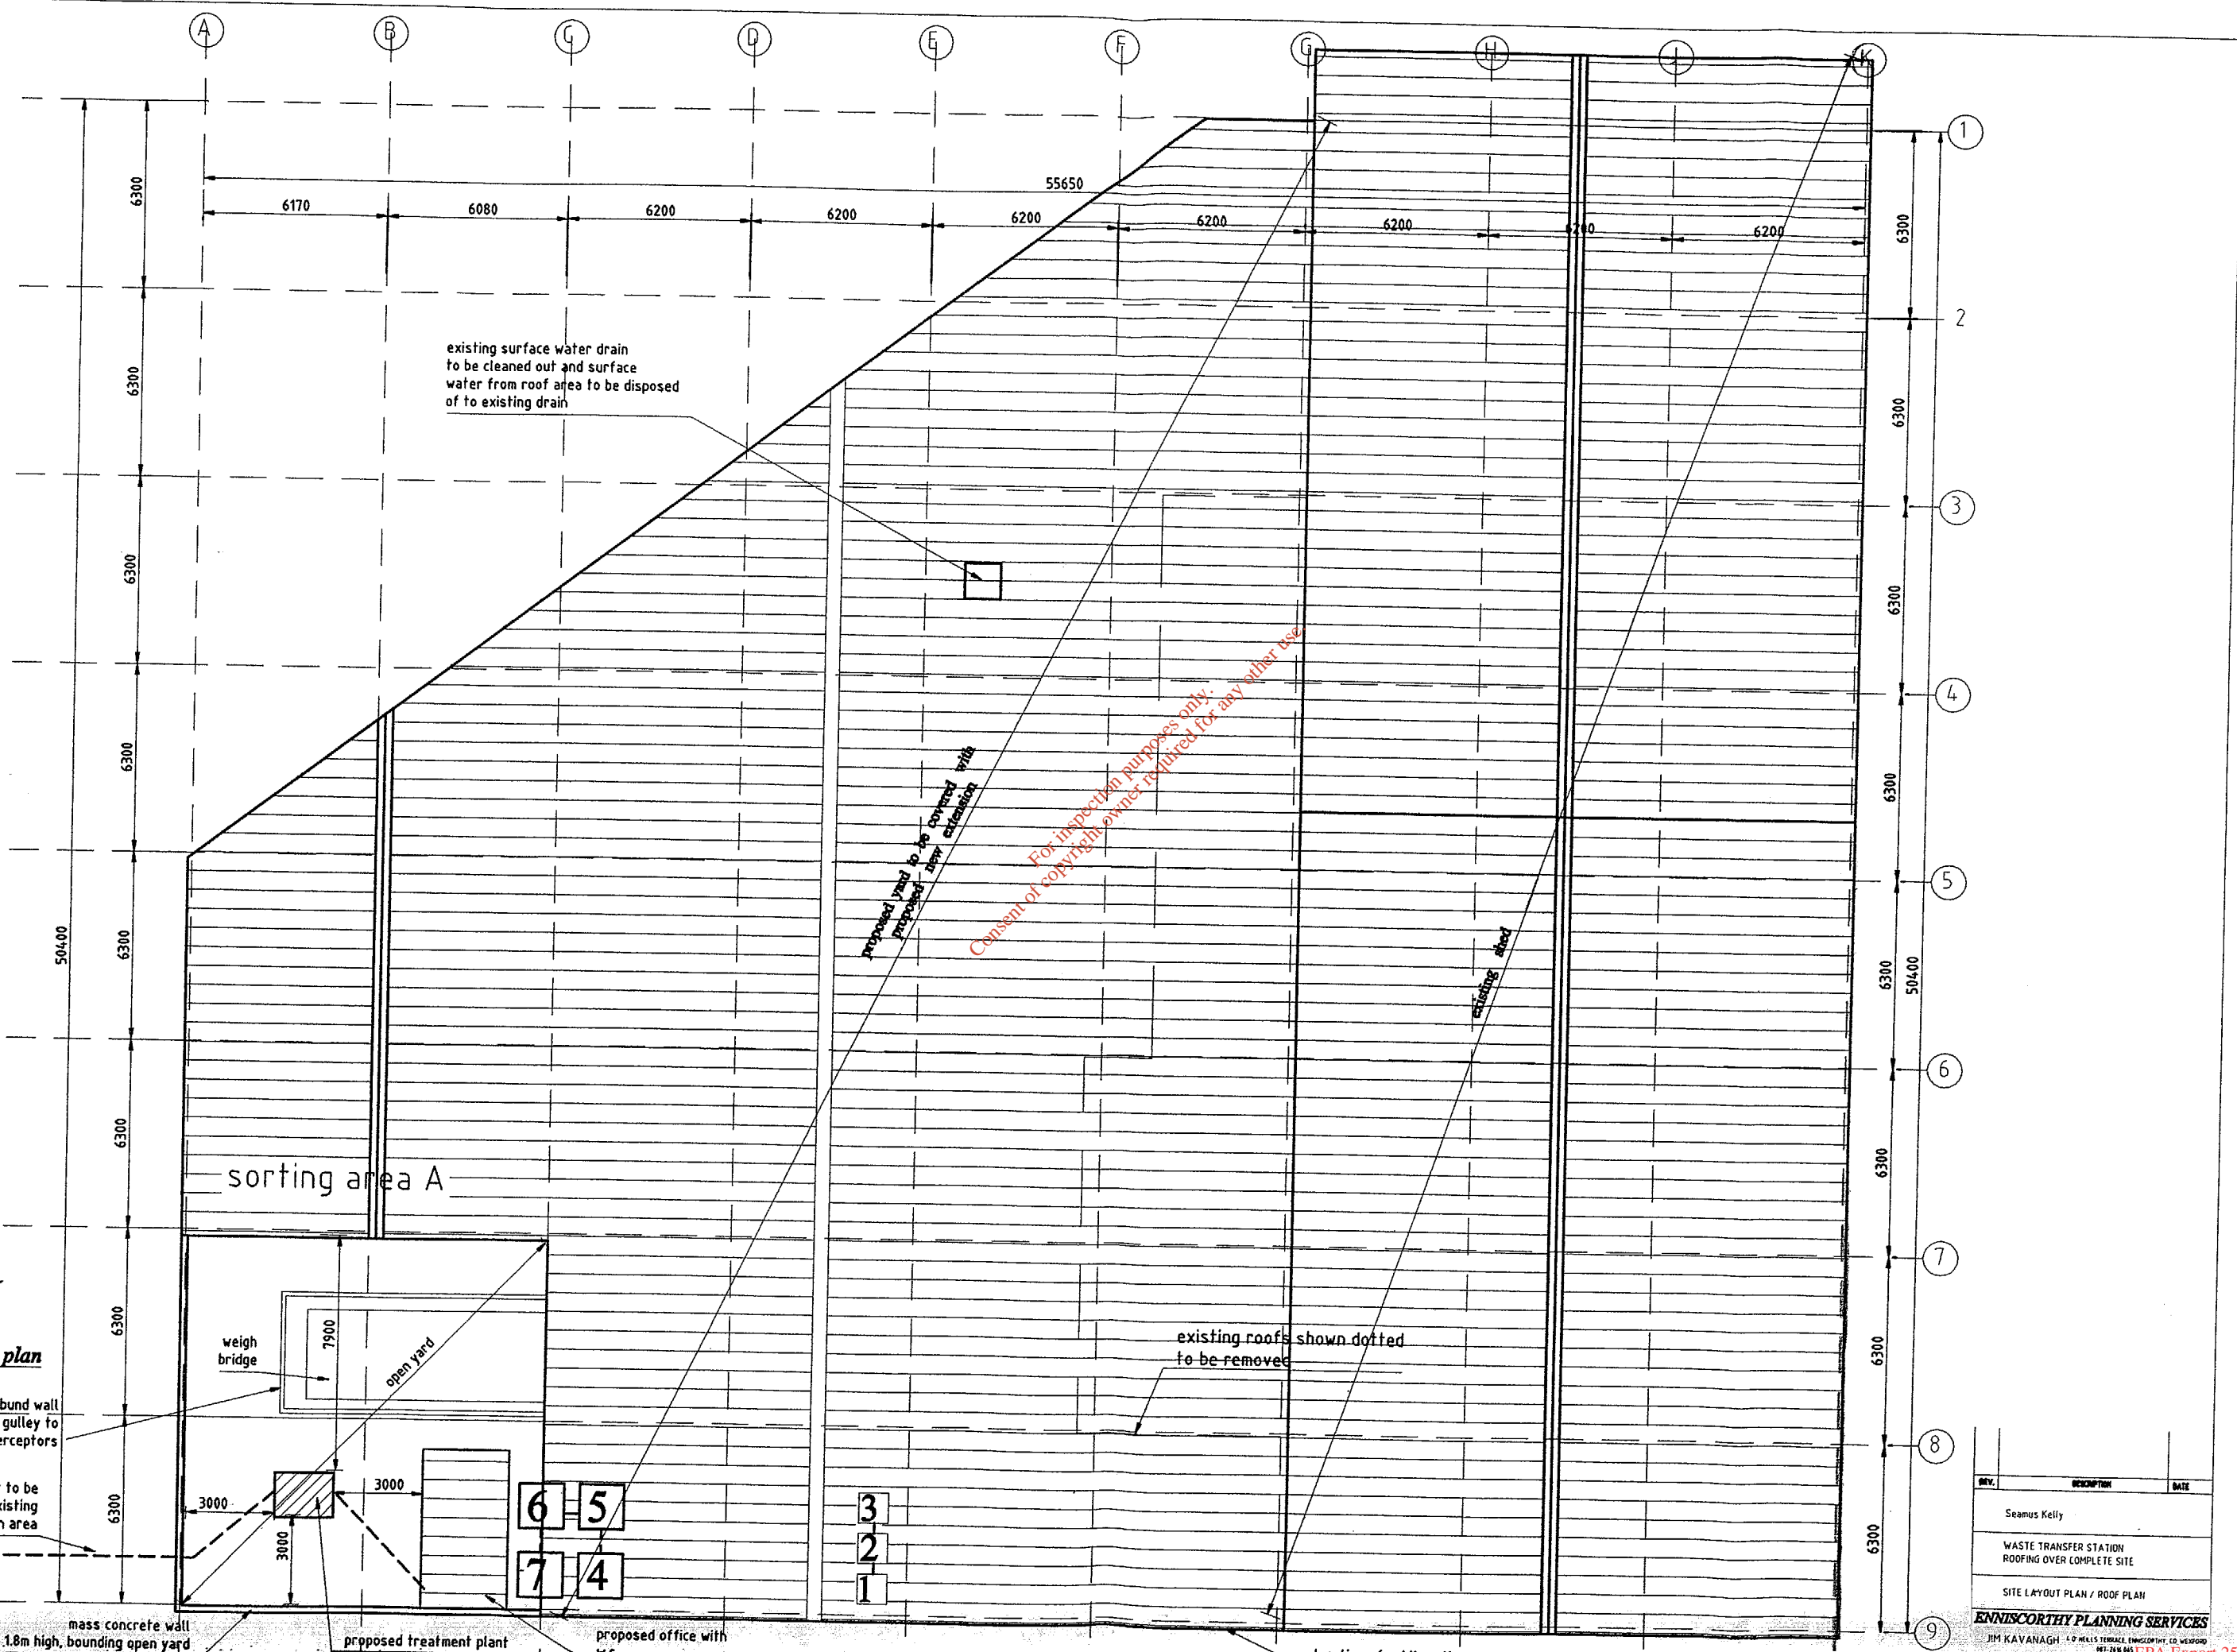 A B C D E F G H J K
55650
6170 6080 6200 6200 6200 6200 6200 6200 6200
1
2
3
4
5
6
7
8
9
6300
6300
6300
6300
6300
6300
6300
6300
50400
6300
6300
6300
6300
6300
6300
6300
6300
50400
existing surface water drain
to be cleaned out and surface
water from roof area to be disposed
of to existing drain
proposed yard to be covered with
proposed new extension
For inspection purposes only.
Consent of copyright owner required for any other use.
existing shed
sorting area A
weigh
bridge
7900
open yard
existing roofs shown dotted
to be removed
plan
bund wall
gulley to
to be
area
3000
3000
3000
6 5
7 4
3
2
1
mass concrete wall
1.8m high, bounding open yard
proposed treatment plant
proposed office with
REV. DESCRIPTION DATE
Seamus Kelly
WASTE TRANSFER STATION
ROOFING OVER COMPLETE SITE
SITE LAYOUT PLAN / ROOF PLAN
ENNISCORTHY PLANNING SERVICES
JIM KAVANAGH
EPA Export